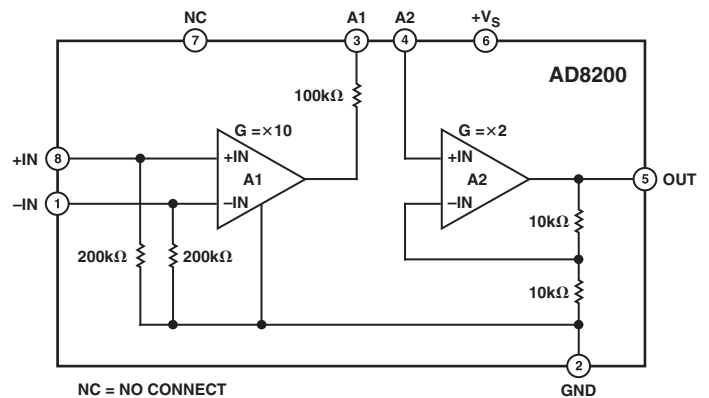 NC A1 A2 +VS
7 3 4 6
AD8200
100kΩ
G = ×10 G = ×2
+IN 8 +IN +IN
A1 A2 5 OUT
–IN 1 –IN –IN
10kΩ
200kΩ 200kΩ
10kΩ
2
NC = NO CONNECT GND